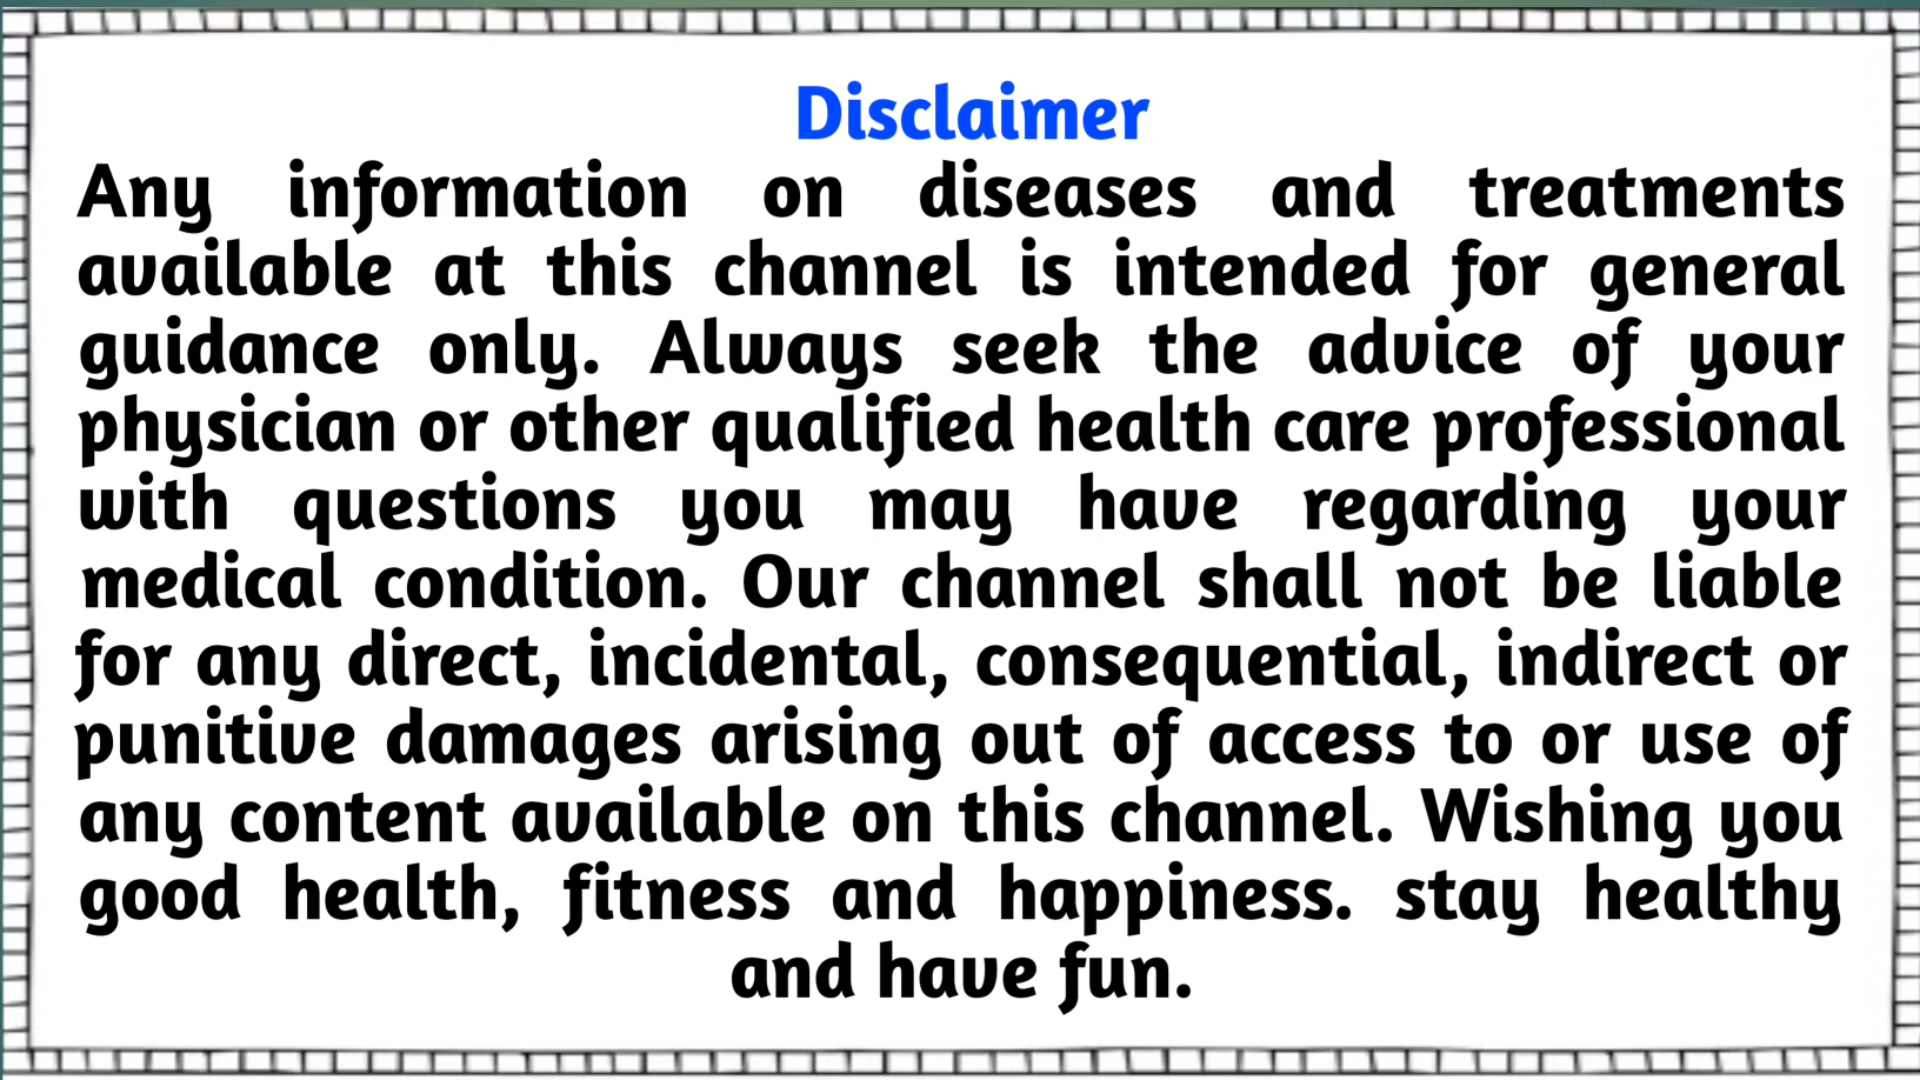 Disclaimer
Any information on diseases and treatments
available at this channel is intended for general
guidance only. Always seek the advice of your
physician or other qualified health care professional
with questions you may have regarding your
medical condition. Our channel shall not be liable
for any direct, incidental, consequential, indirect or
punitive damages arising out of access to or use of
any content available on this channel. Wishing you
good health, fitness and happiness. stay healthy
and have fun.